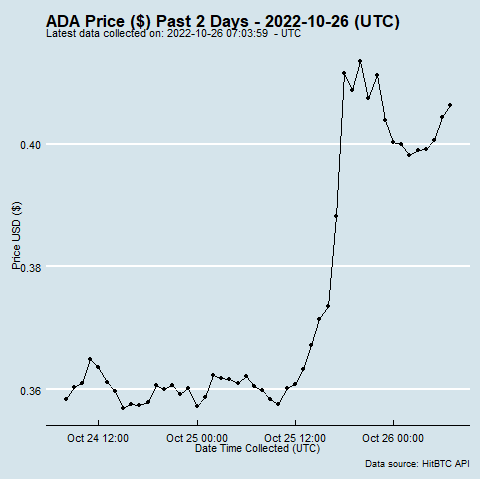 ADA Price ($) Past 2 Days - 2022-10-26 (UTC)
Latest data collected on: 2022-10-26 07:03:59 - UTC
Price USD ($)
0.40
0.38
0.36
Oct 24 12:00 Oct 25 00:00 Oct 25 12:00 Oct 26 00:00
Date Time Collected (UTC)
Data source: HitBTC API